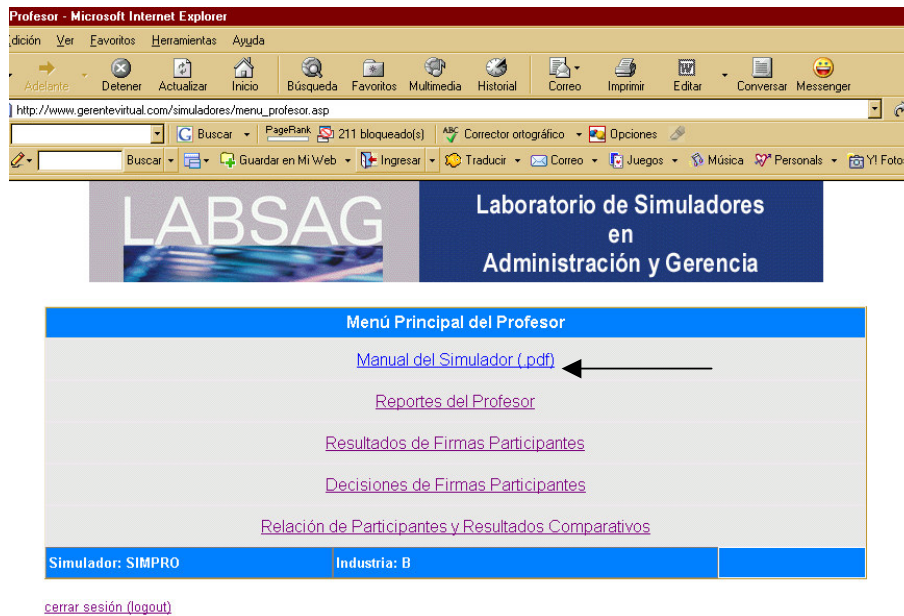 Profesor - Microsoft Internet Explorer
dición Ver Favoritos Herramientas Ayuda
Adelante Detener Actualizar Inicio Búsqueda Favoritos Multimedia Historial Correo Imprimir Editar Conversar Messenger
http://www.gerentevirtual.com/simuladores/menu_profesor.asp
G Buscar PageRank 211 bloqueado(s) ABC Corrector ortográfico Opciones
Buscar Guardar en Mi Web Ingresar Traducir Correo Juegos Música Personals Y! Foto
LABSAG
Laboratorio de Simuladores
en
Administración y Gerencia
Menú Principal del Profesor
Manual del Simulador (.pdf)
Reportes del Profesor
Resultados de Firmas Participantes
Decisiones de Firmas Participantes
Relación de Participantes y Resultados Comparativos
Simulador: SIMPRO Industria: B
cerrar sesión (logout)